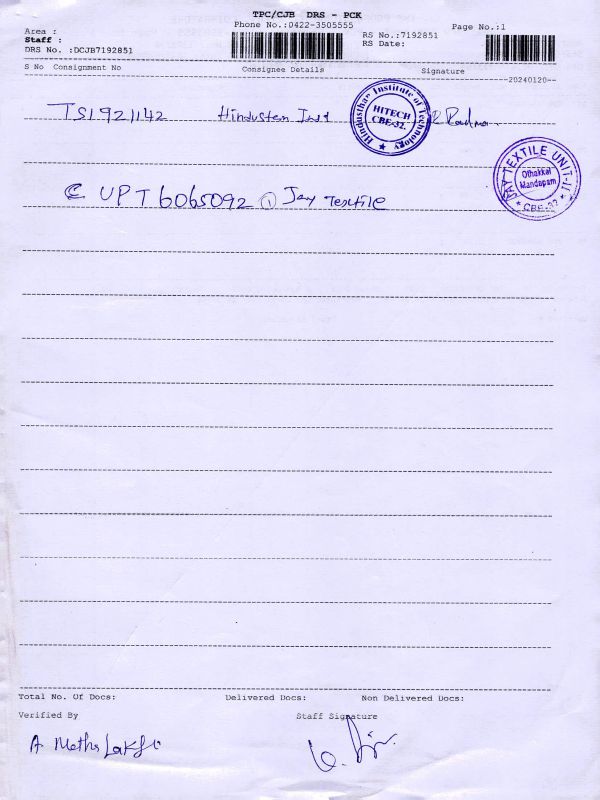 TPC/CJB DRS - PCK
Phone No.:0422-3505555
Page No.:1
Area :
Staff :
DRS No. :DCJB7192851
RS No.:7192851
RS Date:
S No Consignment No Consignee Details Signature
20240120
TS1921142 Hindustan Inst
Hindusthan Institute of Technology
HITECH
CBE-32.
UPT6065092 ① Jay Textile
JAY TEXTILE UNIT-II
Othakkal
Mandapam
* CBE-32 *
Total No. Of Docs: Delivered Docs: Non Delivered Docs:
Verified By Staff Signature